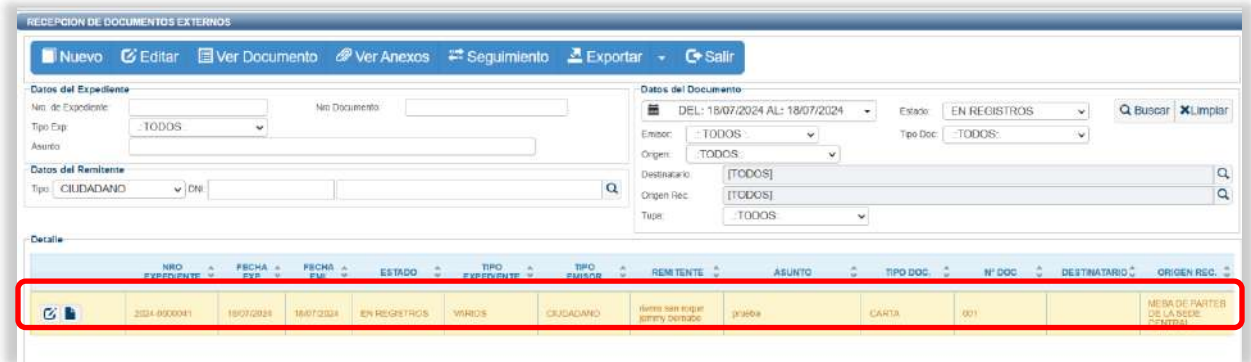 RECEPCION DE DOCUMENTOS EXTERNOS
Nuevo Editar Ver Documento Ver Anexos Seguimiento Exportar Salir
Datos del Expediente
Nro. de Expediente: Nro Documento
Tipo Exp: .:TODOS:.
Asunto
Datos del Remitente
Tipo: CIUDADANO DNI:
Datos del Documento
DEL: 18/07/2024 AL: 18/07/2024 Estado: EN REGISTROS Buscar Limpiar
Emisor: .:TODOS:. Tipo Doc: .:TODOS:.
Origen: .:TODOS:.
Destinatario [TODOS]
Origen Rec: [TODOS]
Tupa: .:TODOS:.
Detalle
NRO EXPEDIENTE FECHA EXP. FECHA EMI. ESTADO TIPO EXPEDIENTE TIPO EMISOR REMITENTE ASUNTO TIPO DOC. N° DOC DESTINATARIO ORIGEN REC.
2024-0000041 18/07/2024 18/07/2024 EN REGISTROS VARIOS CIUDADANO rivera san roque jommy bernabe prueba CARTA 001 MESA DE PARTES DE LA SEDE CENTRAL